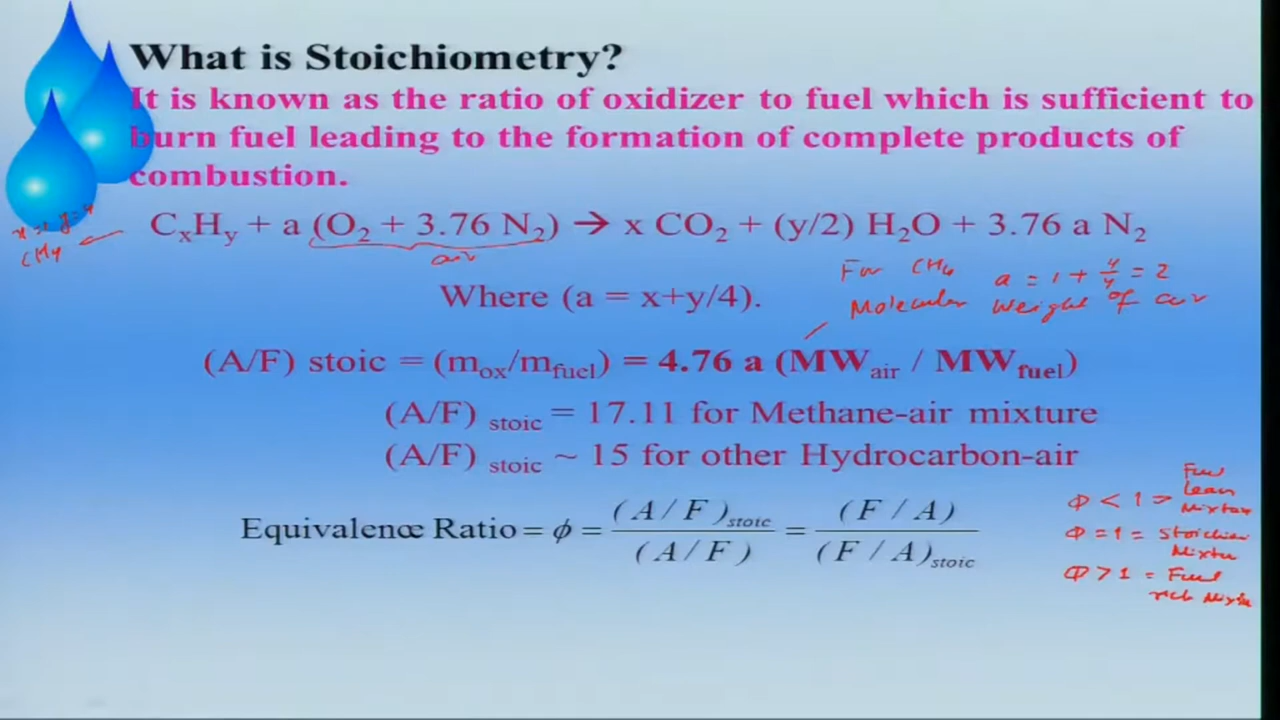 What is Stoichiometry?
It is known as the ratio of oxidizer to fuel which is sufficient to
burn fuel leading to the formation of complete products of
combustion.
x=1 y=4
CH4
CxHy + a (O2 + 3.76 N2) → x CO2 + (y/2) H2O + 3.76 a N2
air
For CH4 a = 1 + 4/4 = 2
Where (a = x+y/4).
Molecular Weight of air
(A/F) stoic = (mox/mfuel) = 4.76 a (MWair / MWfuel)
(A/F) stoic = 17.11 for Methane-air mixture
(A/F) stoic ~ 15 for other Hydrocarbon-air
Equivalence Ratio = ϕ = (A/F)stoic / (A/F) = (F/A) / (F/A)stoic
Φ < 1 = Fuel
Lean
Mixture
Φ = 1 =
Mixture
Φ > 1 = Fuel
rich Mixture